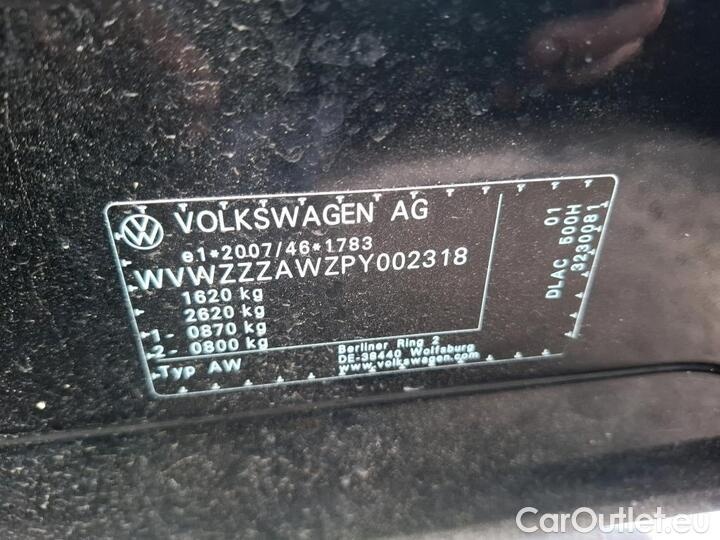 VOLKSWAGEN AG
e1*2007/46*1783
WVWZZZAWZPY002318
1620 kg
2620 kg
1- 0870 kg
2- 0800 kg
Typ AW
Berliner Ring 2
DE-38440 Wolfsburg
www.volkswagen.com
01
DLAC 500H
3230081
CarOutlet.eu